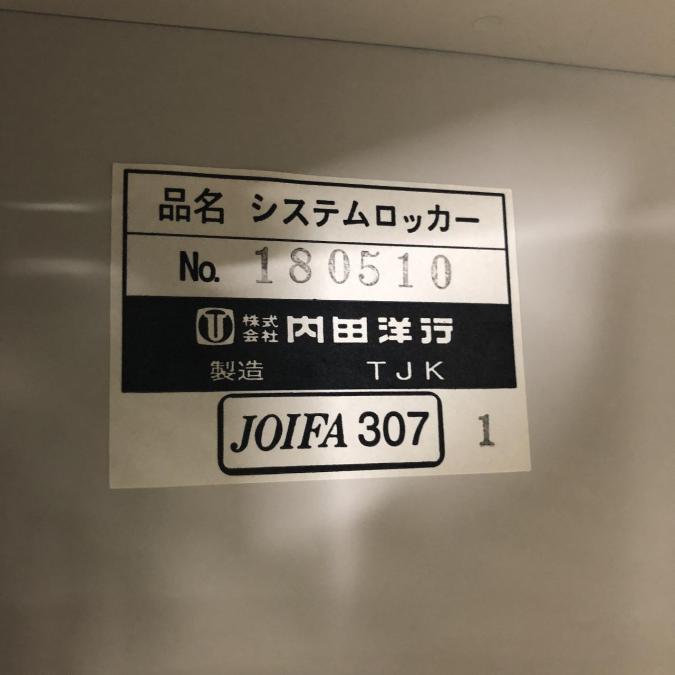 品名 システムロッカー
No. 180510
株式会社 内田洋行
製造 TJK
JOIFA 307 1